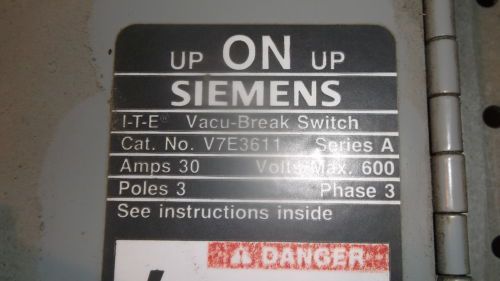 UP ON UP
SIEMENS
I-T-E® Vacu-Break Switch
Cat. No. V7E3611 Series A
Amps 30 Volts Max. 600
Poles 3 Phase 3
See instructions inside
DANGER